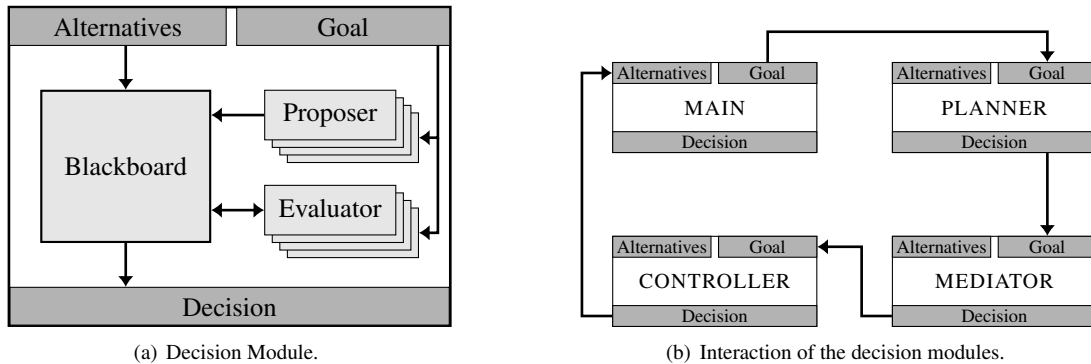 Alternatives Goal
Proposer
Blackboard
Evaluator
Decision
(a) Decision Module.
Alternatives Goal
MAIN
Decision
Alternatives Goal
PLANNER
Decision
Alternatives Goal
CONTROLLER
Decision
Alternatives Goal
MEDIATOR
Decision
(b) Interaction of the decision modules.